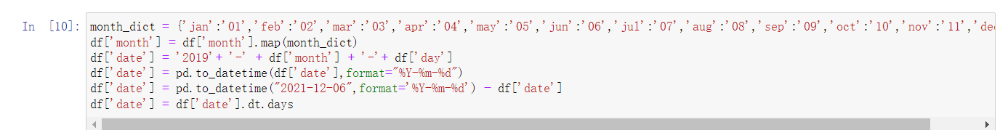 In [10]: month_dict = {'jan':'01','feb':'02','mar':'03','apr':'04','may':'05','jun':'06','jul':'07','aug':'08','sep':'09','oct':'10','nov':'11','dec
df['month'] = df['month'].map(month_dict)
df['date'] = '2019'+ '-' + df['month'] + '-'+ df['day']
df['date'] = pd.to_datetime(df['date'],format="%Y-%m-%d")
df['date'] = pd.to_datetime("2021-12-06",format='%Y-%m-%d') - df['date']
df['date'] = df['date'].dt.days